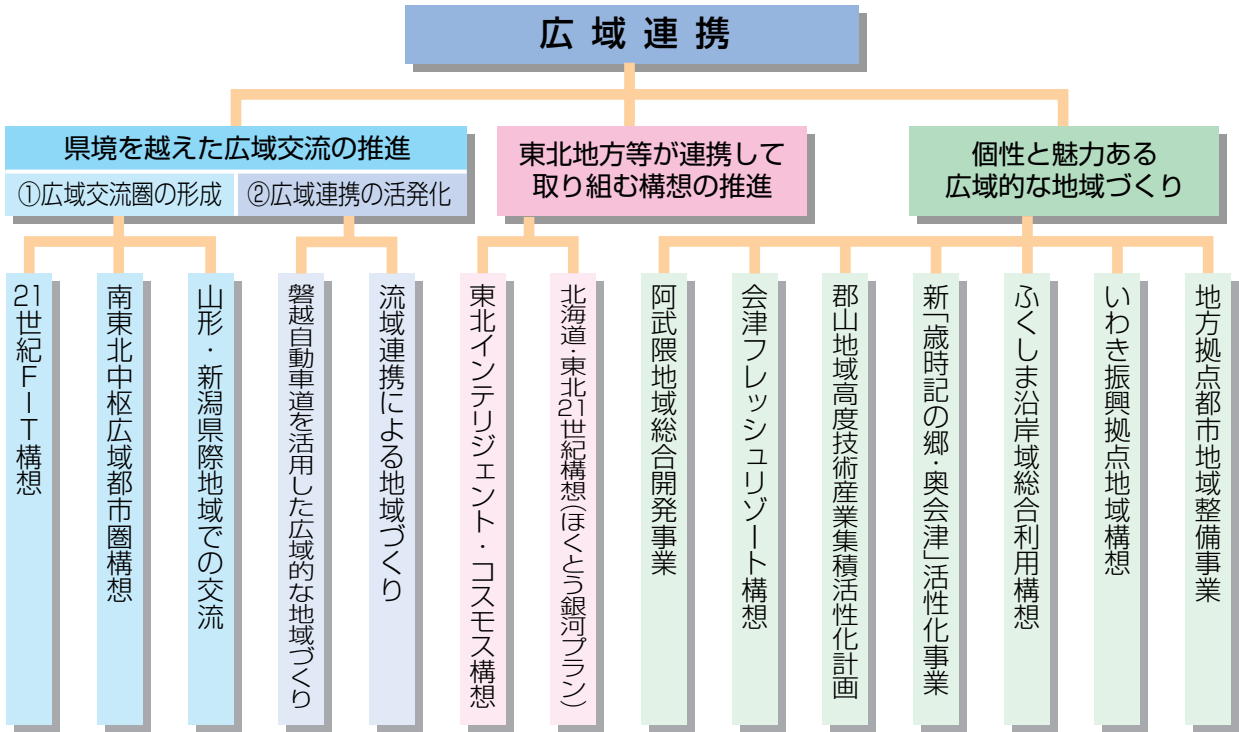 広域連携
県境を越えた広域交流の推進
①広域交流圏の形成
②広域連携の活発化
東北地方等が連携して
取り組む構想の推進
個性と魅力ある
広域的な地域づくり
21世紀FIT構想
南東北中枢広域都市圏構想
山形・新潟県際地域での交流
磐越自動車道を活用した広域的な地域づくり
流域連携による地域づくり
東北インテリジェント・コスモス構想
北海道・東北21世紀構想(ほくとう銀河プラン)
阿武隈地域総合開発事業
会津フレッシュリゾート構想
郡山地域高度技術産業集積活性化計画
新「歳時記の郷・奥会津」活性化事業
ふくしま沿岸域総合利用構想
いわき振興拠点地域構想
地方拠点都市地域整備事業